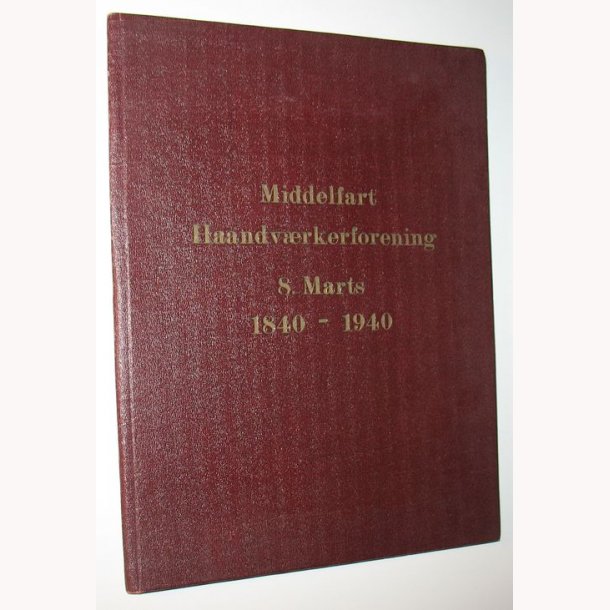 Middelfart
Haandværkerforening
8. Marts
1840 - 1940